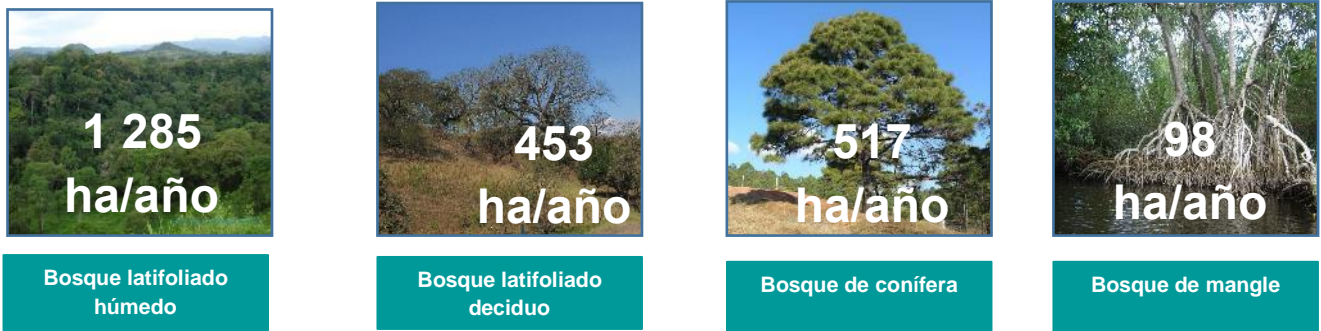 1 285
ha/año
453
ha/año
517
ha/año
98
ha/año
Bosque latifoliado
húmedo
Bosque latifoliado
deciduo
Bosque de conífera
Bosque de mangle